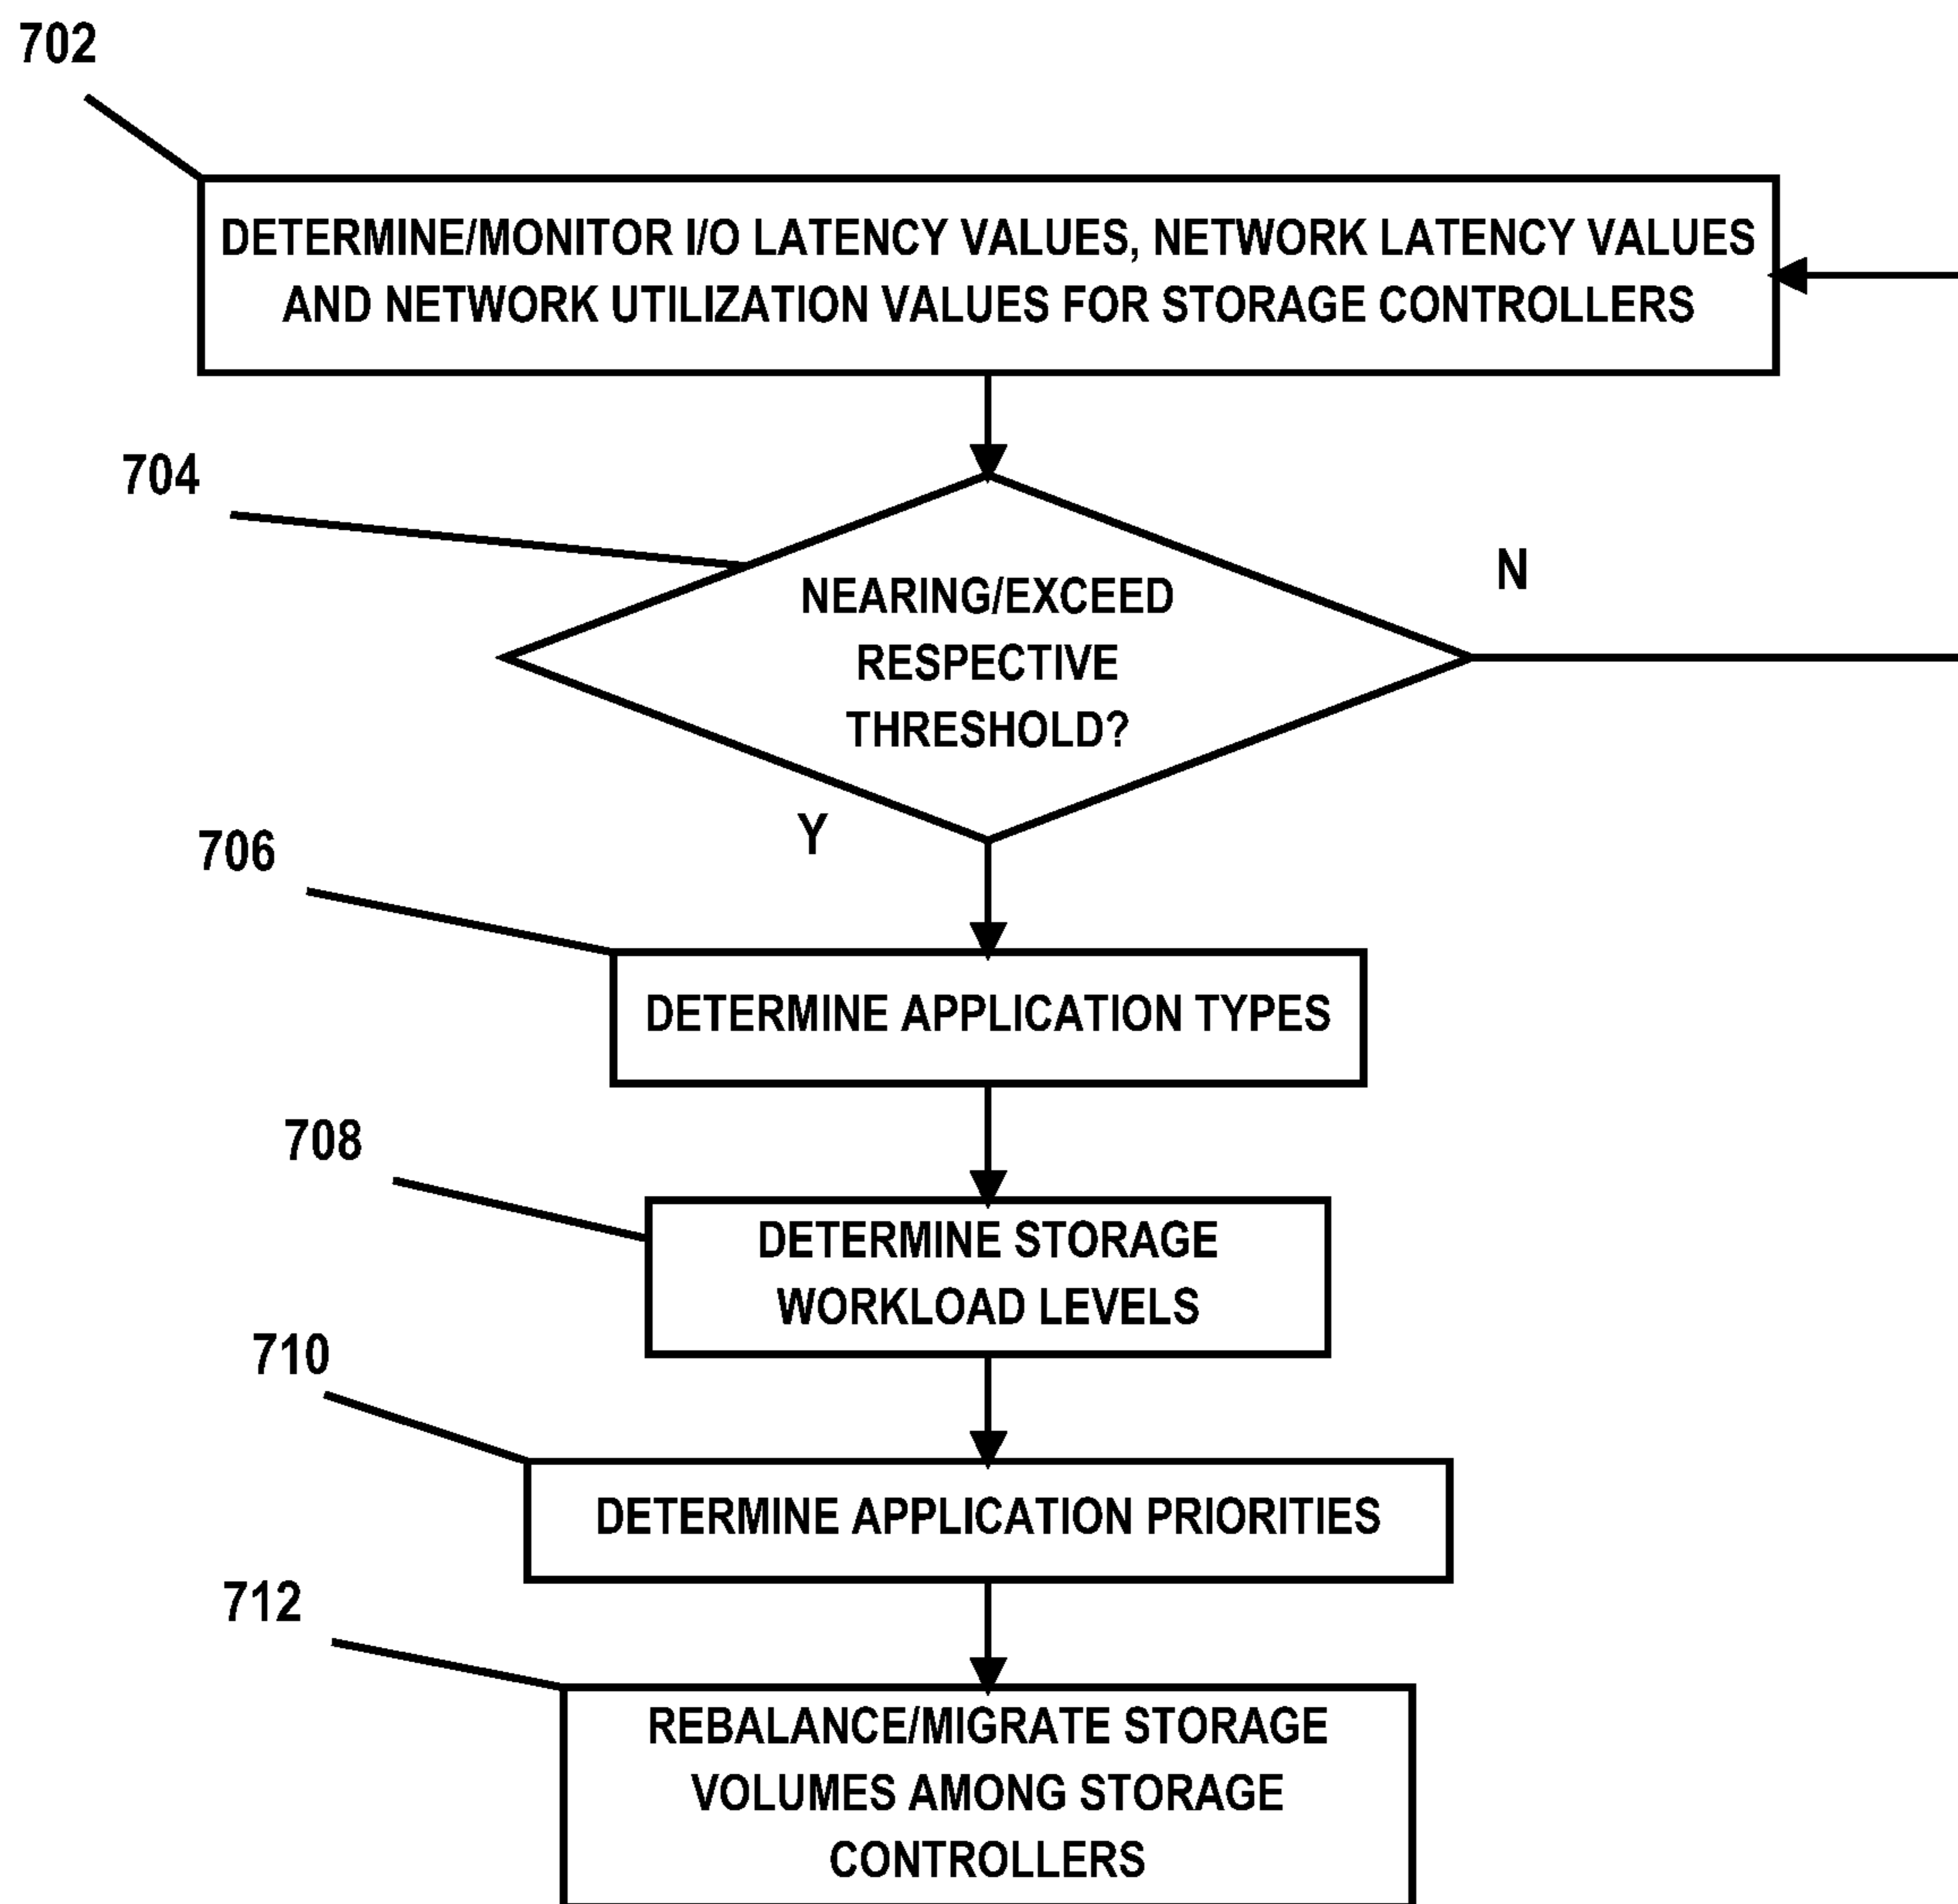 702
DETERMINE/MONITOR I/O LATENCY VALUES, NETWORK LATENCY VALUES
AND NETWORK UTILIZATION VALUES FOR STORAGE CONTROLLERS
704
NEARING/EXCEED
RESPECTIVE
THRESHOLD?
N
Y
706
DETERMINE APPLICATION TYPES
708
DETERMINE STORAGE
WORKLOAD LEVELS
710
DETERMINE APPLICATION PRIORITIES
712
REBALANCE/MIGRATE STORAGE
VOLUMES AMONG STORAGE
CONTROLLERS